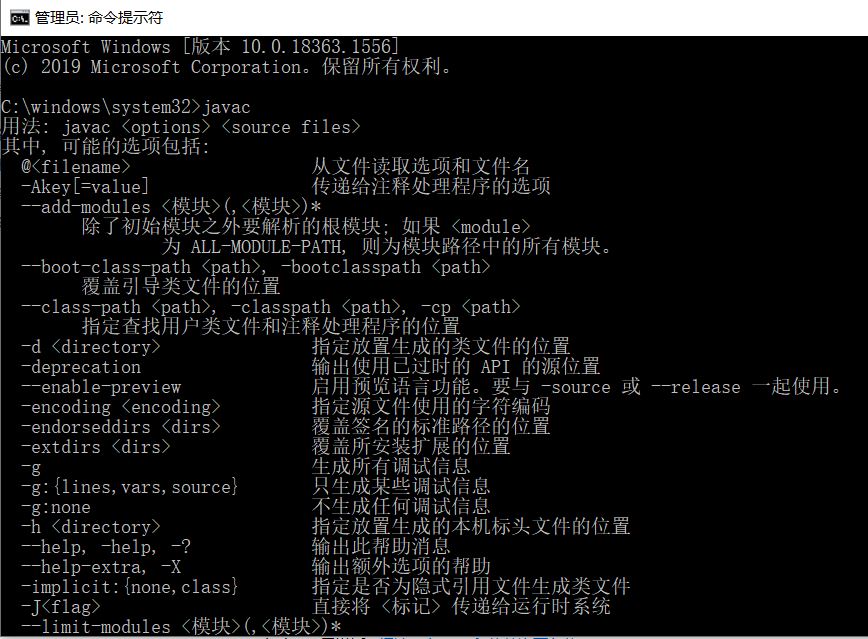 管理员: 命令提示符
Microsoft Windows [版本 10.0.18363.1556]
(c) 2019 Microsoft Corporation。保留所有权利。
C:\windows\system32>javac
用法: javac <options> <source files>
其中, 可能的选项包括:
@<filename> 从文件读取选项和文件名
-Akey[=value] 传递给注释处理程序的选项
--add-modules <模块>(,<模块>)*
除了初始模块之外要解析的根模块; 如果 <module>
为 ALL-MODULE-PATH, 则为模块路径中的所有模块。
--boot-class-path <path>, -bootclasspath <path>
覆盖引导类文件的位置
--class-path <path>, -classpath <path>, -cp <path>
指定查找用户类文件和注释处理程序的位置
-d <directory> 指定放置生成的类文件的位置
-deprecation 输出使用已过时的 API 的源位置
--enable-preview 启用预览语言功能。要与 -source 或 --release 一起使用。
-encoding <encoding> 指定源文件使用的字符编码
-endorseddirs <dirs> 覆盖签名的标准路径的位置
-extdirs <dirs> 覆盖所安装扩展的位置
-g 生成所有调试信息
-g:{lines,vars,source} 只生成某些调试信息
-g:none 不生成任何调试信息
-h <directory> 指定放置生成的本机标头文件的位置
--help, -help, -? 输出此帮助消息
--help-extra, -X 输出额外选项的帮助
-implicit:{none,class} 指定是否为隐式引用文件生成类文件
-J<flag> 直接将 <标记> 传递给运行时系统
--limit-modules <模块>(,<模块>)*